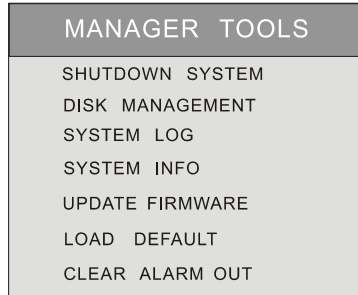 MANAGER TOOLS
SHUTDOWN SYSTEM
DISK MANAGEMENT
SYSTEM LOG
SYSTEM INFO
UPDATE FIRMWARE
LOAD DEFAULT
CLEAR ALARM OUT